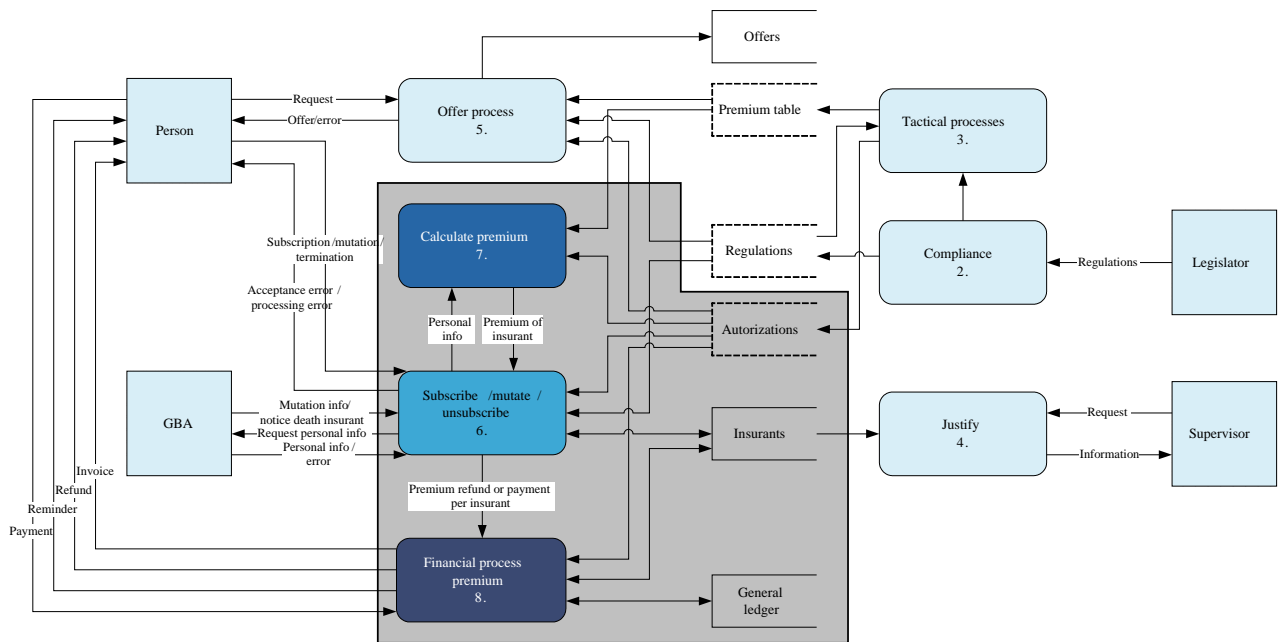 Offers
Request
Offer/error
Person
Offer process
5.
Premium table
Tactical processes
3.
Calculate premium
7.
Subscription/mutation/
termination
Acceptance error /
processing error
Regulations
Compliance
2.
Regulations
Legislator
Personal
info
Premium of
insurant
Autorizations
GBA
Mutation info/
notice death insurant
Request personal info
Personal info /
error
Subscribe /mutate /
unsubscribe
6.
Insurants
Justify
4.
Request
Information
Supervisor
Invoice
Refund
Reminder
Payment
Premium refund or payment
per insurant
Financial process
premium
8.
General
ledger